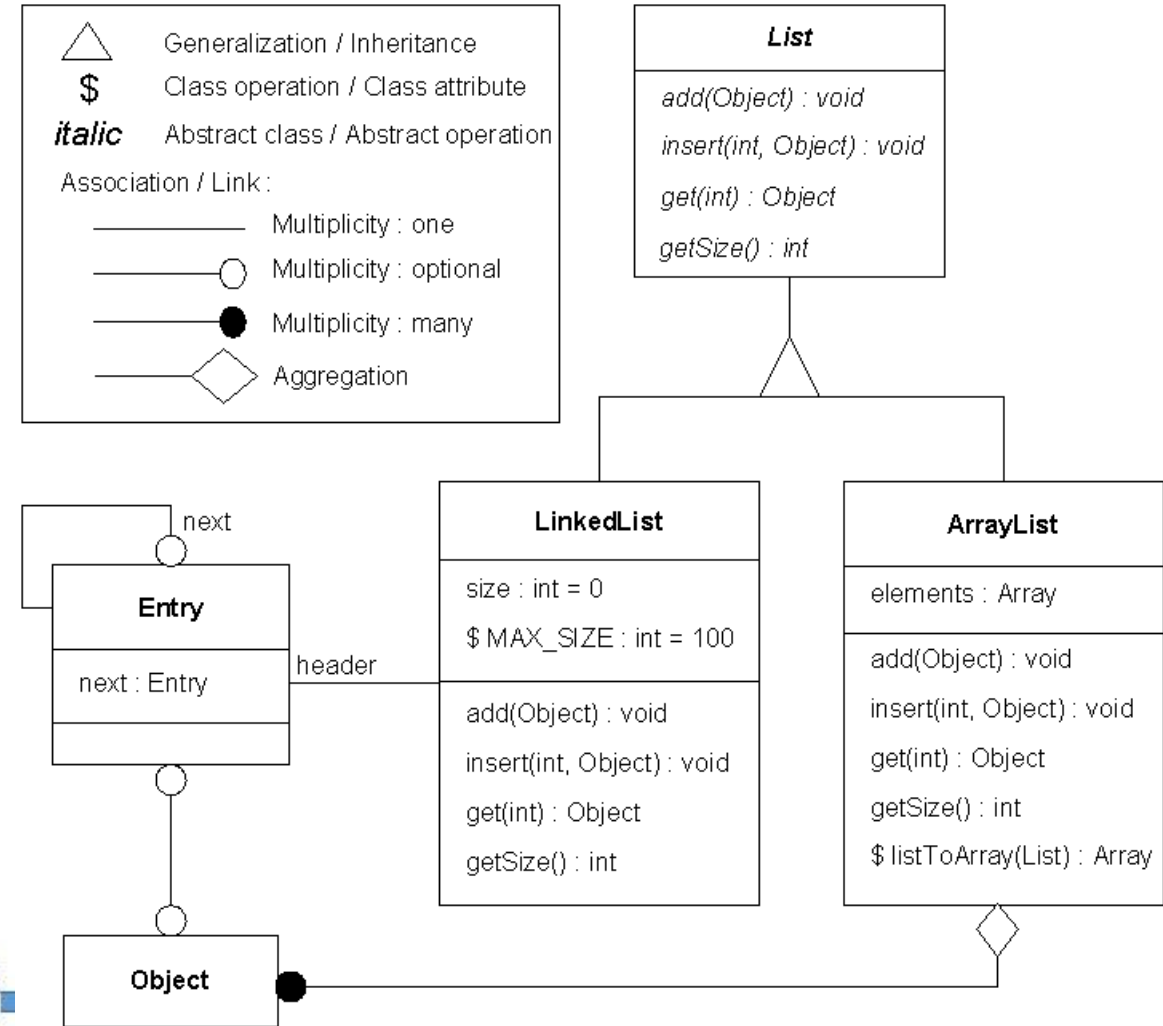 Generalization / Inheritance
$ Class operation / Class attribute
italic Abstract class / Abstract operation
Association / Link :
Multiplicity : one
Multiplicity : optional
Multiplicity : many
Aggregation
List
add(Object) : void
insert(int, Object) : void
get(int) : Object
getSize() : int
next
Entry
next : Entry
header
LinkedList
size : int = 0
$ MAX_SIZE : int = 100
add(Object) : void
insert(int, Object) : void
get(int) : Object
getSize() : int
ArrayList
elements : Array
add(Object) : void
insert(int, Object) : void
get(int) : Object
getSize() : int
$ listToArray(List) : Array
Object